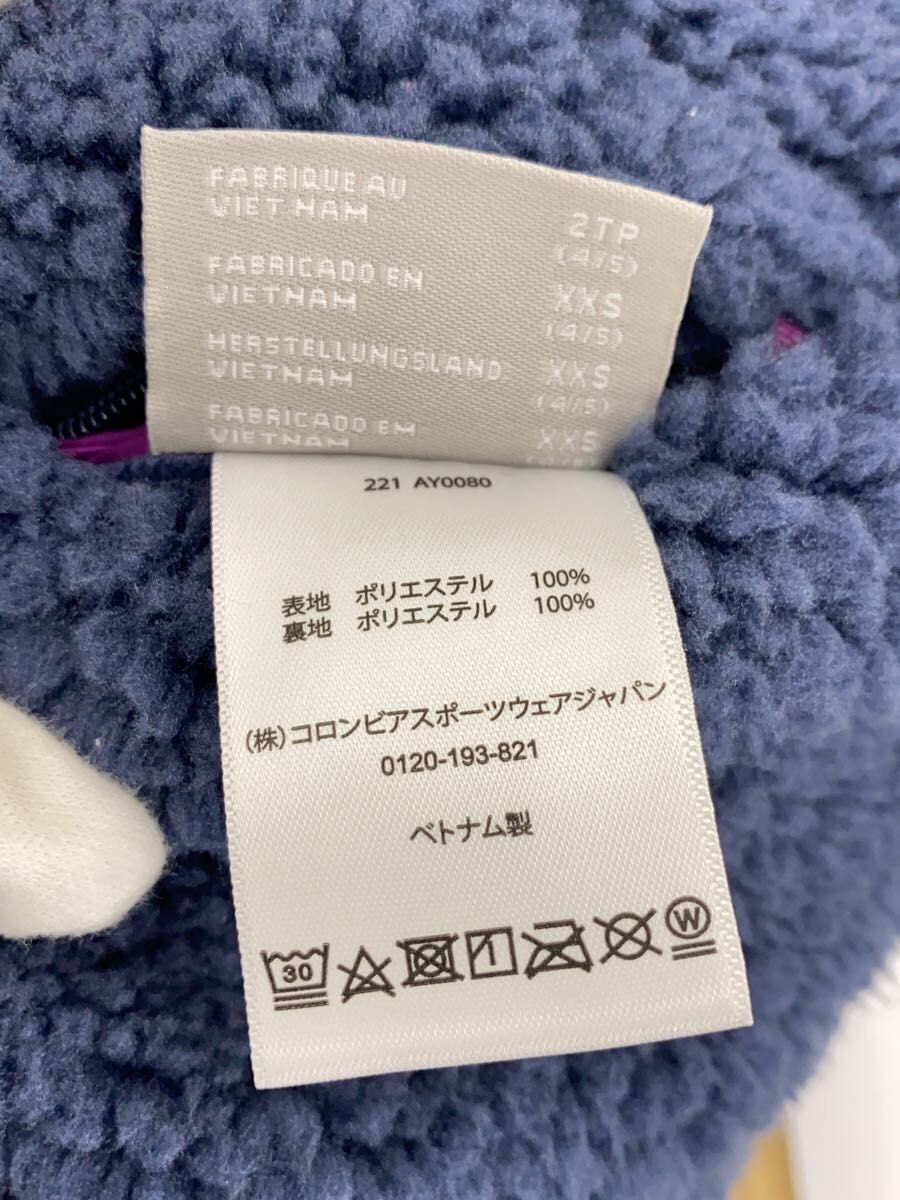 FABRIQUE AU
VIET NAM
2TP
(4/5)
FABRICADO EN
VIETNAM
XXS
(4/5)
HERSTELLUNGSLAND
VIETNAM
XXS
(4/5)
FABRICADO EM
VIETNAM
XXS
221 AY0080
表地 ポリエステル 100%
裏地 ポリエステル 100%
(株)コロンビアスポーツウェアジャパン
0120-193-821
ベトナム製
30
W